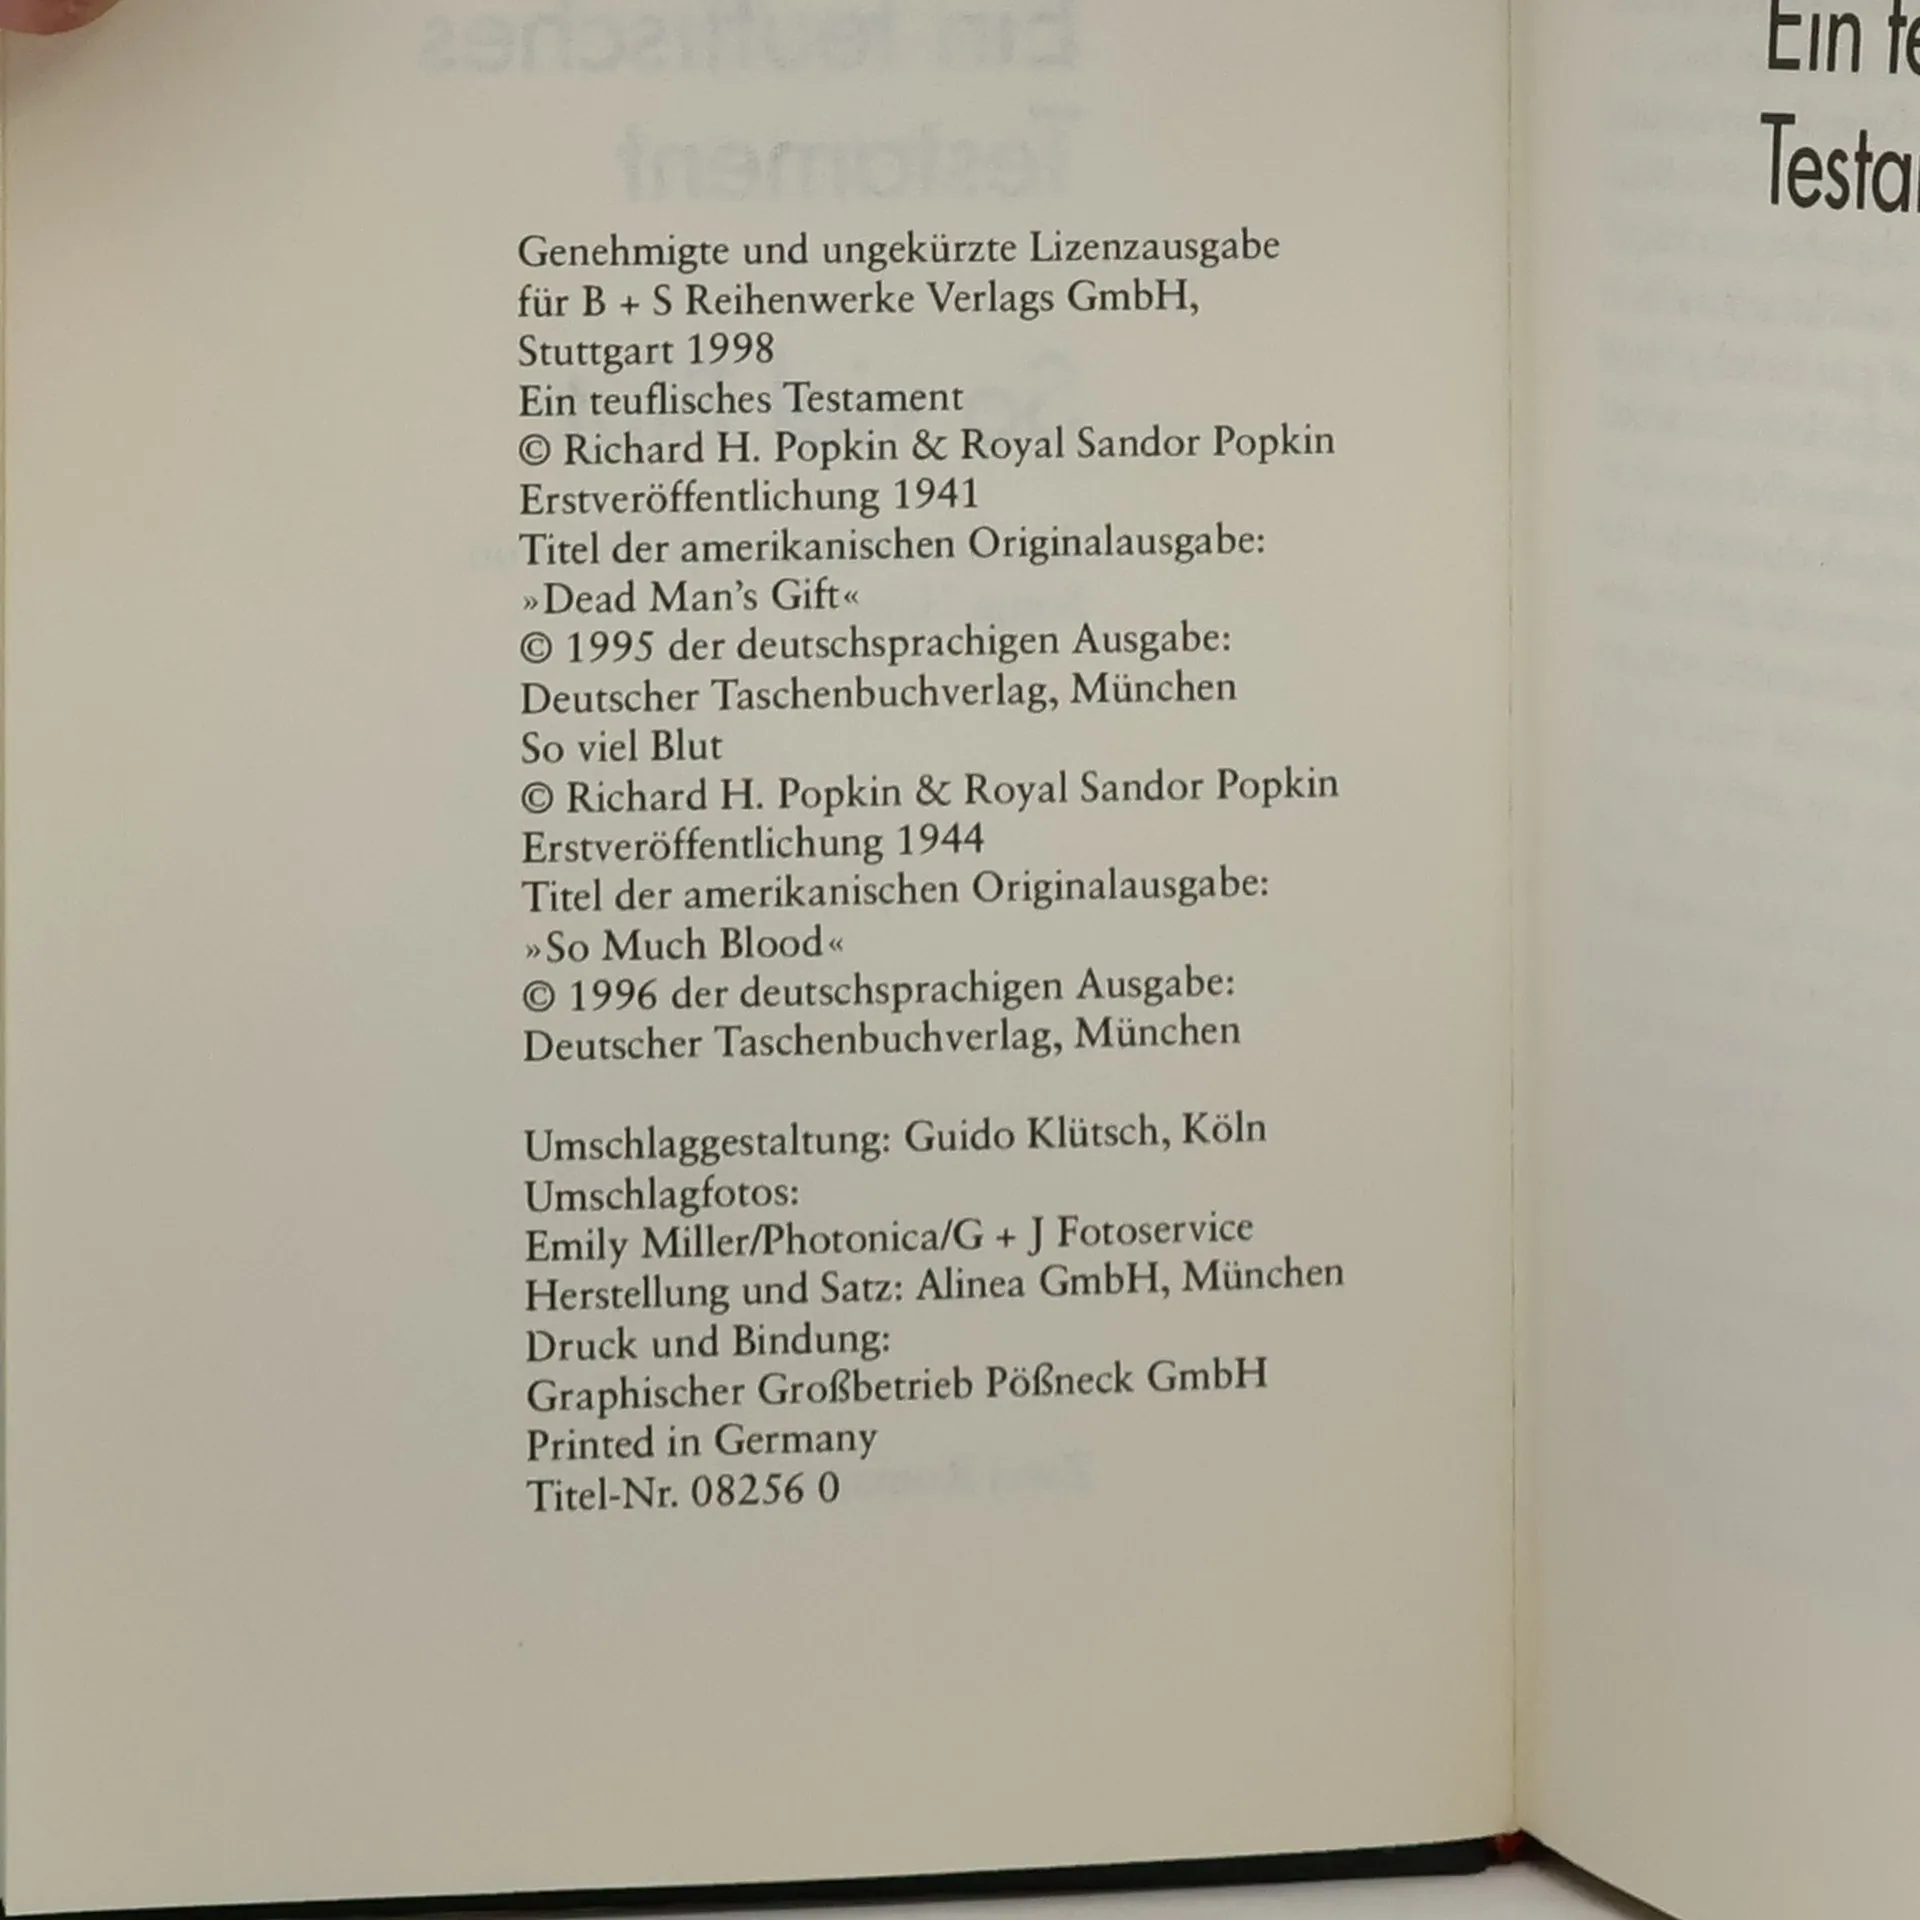 Genehmigte und ungekürzte Lizenzausgabe
für B + S Reihenwerke Verlags GmbH,
Stuttgart 1998
Ein teuflisches Testament
© Richard H. Popkin & Royal Sandor Popkin
Erstveröffentlichung 1941
Titel der amerikanischen Originalausgabe:
»Dead Man’s Gift«
© 1995 der deutschsprachigen Ausgabe:
Deutscher Taschenbuchverlag, München
So viel Blut
© Richard H. Popkin & Royal Sandor Popkin
Erstveröffentlichung 1944
Titel der amerikanischen Originalausgabe:
»So Much Blood«
© 1996 der deutschsprachigen Ausgabe:
Deutscher Taschenbuchverlag, München
Umschlaggestaltung: Guido Klütsch, Köln
Umschlagfotos:
Emily Miller/Photonica/G + J Fotoservice
Herstellung und Satz: Alinea GmbH, München
Druck und Bindung:
Graphischer Großbetrieb Pößneck GmbH
Printed in Germany
Titel-Nr. 08256 0
Ein te
Testa